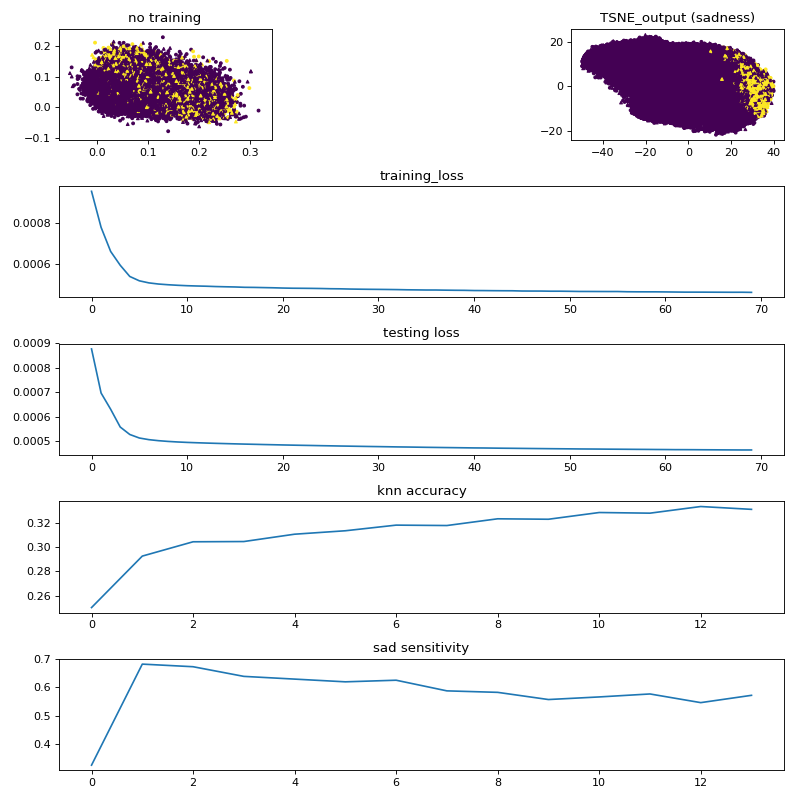 no training
TSNE_output (sadness)
0.2
0.1
0.0
−0.1
0.0 0.1 0.2 0.3
20
0
−20
−40 −20 0 20 40
training_loss
0.0008
0.0006
0 10 20 30 40 50 60 70
testing loss
0.0009
0.0008
0.0007
0.0006
0.0005
0 10 20 30 40 50 60 70
knn accuracy
0.32
0.30
0.28
0.26
0 2 4 6 8 10 12
sad sensitivity
0.7
0.6
0.5
0.4
0 2 4 6 8 10 12